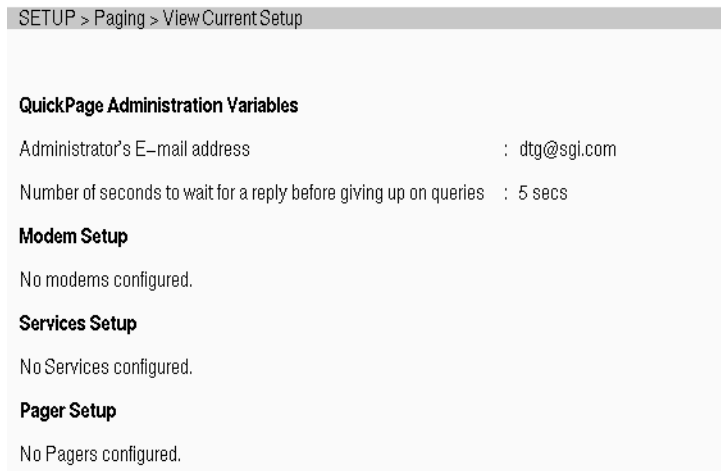 SETUP > Paging > View Current Setup
QuickPage Administration Variables
Administrator's E–mail address : dtg@sgi.com
Number of seconds to wait for a reply before giving up on queries : 5 secs
Modem Setup
No modems configured.
Services Setup
No Services configured.
Pager Setup
No Pagers configured.